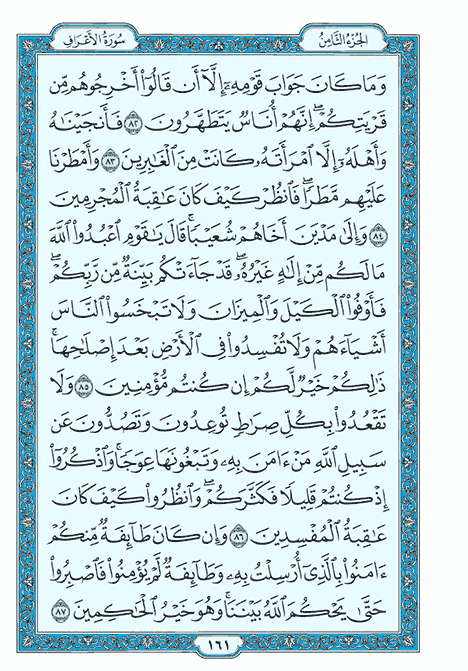 الجزء الثامن
سورة الأعراف
وَمَا كَانَ جَوَابَ قَوْمِهِۦٓ إِلَّآ أَن قَالُوٓا۟ أَخْرِجُوهُم مِّن
قَرْيَتِكُمْ ۖ إِنَّهُمْ أُنَاسٌ يَتَطَهَّرُونَ ٨٢ فَأَنجَيْنَٰهُ
وَأَهْلَهُۥٓ إِلَّا ٱمْرَأَتَهُۥ كَانَتْ مِنَ ٱلْغَٰبِرِينَ ٨٣ وَأَمْطَرْنَا
عَلَيْهِم مَّطَرًا ۖ فَٱنظُرْ كَيْفَ كَانَ عَٰقِبَةُ ٱلْمُجْرِمِينَ
٨٤ وَإِلَىٰ مَدْيَنَ أَخَاهُمْ شُعَيْبًا ۗ قَالَ يَٰقَوْمِ ٱعْبُدُوا۟ ٱللَّهَ
مَا لَكُم مِّنْ إِلَٰهٍ غَيْرُهُۥ ۖ قَدْ جَآءَتْكُم بَيِّنَةٌ مِّن رَّبِّكُمْ ۖ
فَأَوْفُوا۟ ٱلْكَيْلَ وَٱلْمِيزَانَ وَلَا تَبْخَسُوا۟ ٱلنَّاسَ
أَشْيَآءَهُمْ وَلَا تُفْسِدُوا۟ فِى ٱلْأَرْضِ بَعْدَ إِصْلَٰحِهَا ۚ
ذَٰلِكُمْ خَيْرٌ لَّكُمْ إِن كُنتُم مُّؤْمِنِينَ ٨٥ وَلَا
تَقْعُدُوا۟ بِكُلِّ صِرَٰطٍ تُوعِدُونَ وَتَصُدُّونَ عَن
سَبِيلِ ٱللَّهِ مَنْ ءَامَنَ بِهِۦ وَتَبْغُونَهَا عِوَجًا ۚ وَٱذْكُرُوٓا۟
إِذْ كُنتُمْ قَلِيلًا فَكَثَّرَكُمْ ۖ وَٱنظُرُوا۟ كَيْفَ كَانَ
عَٰقِبَةُ ٱلْمُفْسِدِينَ ٨٦ وَإِن كَانَ طَآئِفَةٌ مِّنكُمْ
ءَامَنُوا۟ بِٱلَّذِىٓ أُرْسِلْتُ بِهِۦ وَطَآئِفَةٌ لَّمْ يُؤْمِنُوا۟ فَٱصْبِرُوا۟
حَتَّىٰ يَحْكُمَ ٱللَّهُ بَيْنَنَا ۚ وَهُوَ خَيْرُ ٱلْحَٰكِمِينَ ٨٧
١٦١